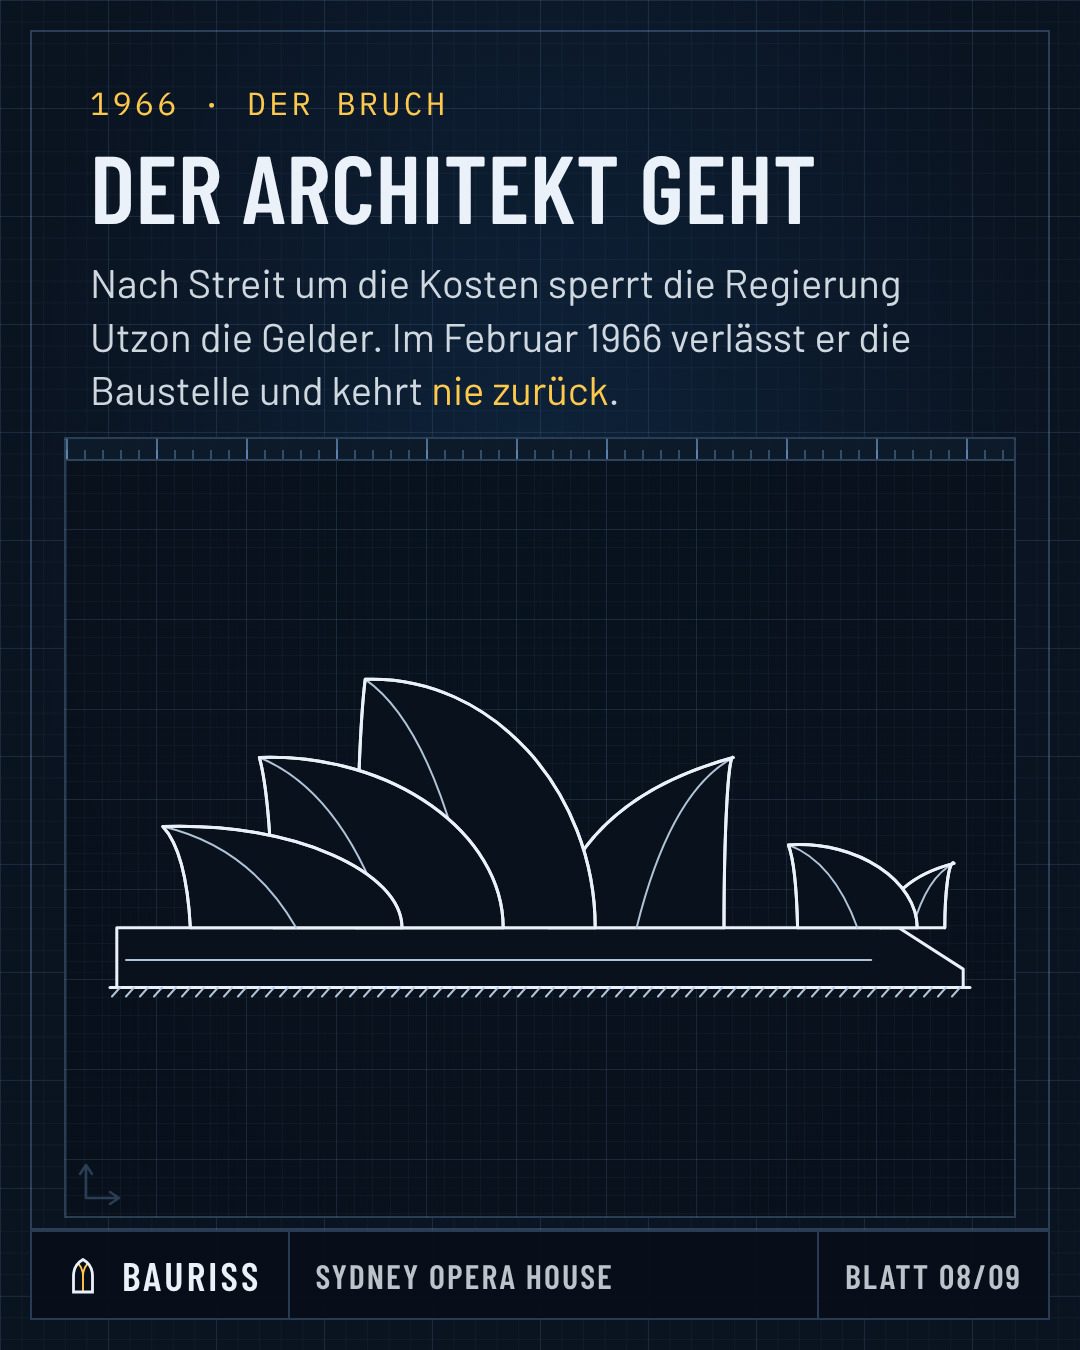 1966 · DER BRUCH
DER ARCHITEKT GEHT
Nach Streit um die Kosten sperrt die Regierung
Utzon die Gelder. Im Februar 1966 verlässt er die
Baustelle und kehrt nie zurück.
BAURISS
SYDNEY OPERA HOUSE
BLATT 08/09